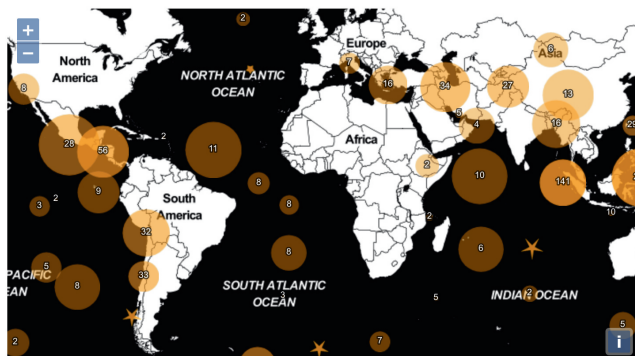 +
−
2
Europe
6
Asia
North
America
7
NORTH ATLANTIC
OCEAN
8
16
34
27
13
5
4
16
29
2
28
56
11
Africa
2
141
10
9
8
South
America
3
2
8
10
2
32
8
6
5
33
PACIFIC
EAN
8
SOUTH ATLANTIC
OCEAN
3
5
INDIAN OCEAN
2
2
7
5
i